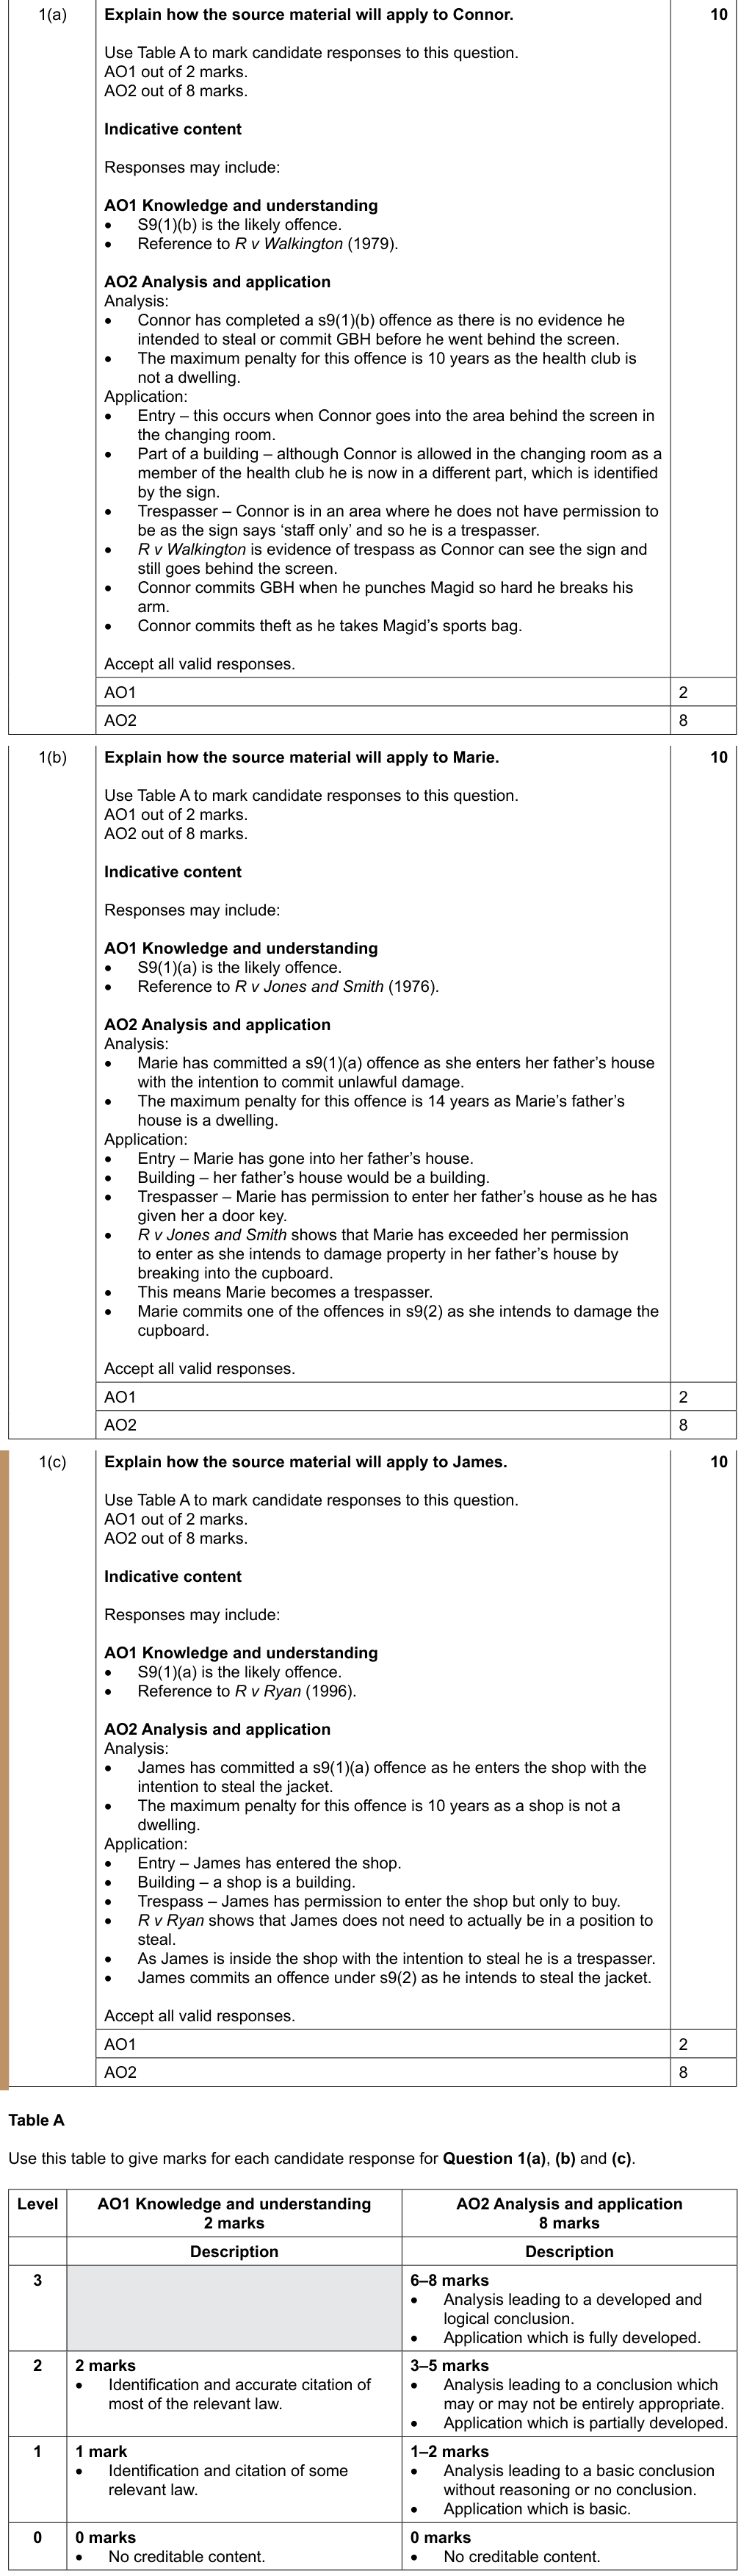 1(a) Explain how the source material will apply to Connor. 10
Use Table A to mark candidate responses to this question.
AO1 out of 2 marks.
AO2 out of 8 marks.
Indicative content
Responses may include:
AO1 Knowledge and understanding
• S9(1)(b) is the likely offence.
• Reference to R v Walkington (1979).
AO2 Analysis and application
Analysis:
• Connor has completed a s9(1)(b) offence as there is no evidence he
intended to steal or commit GBH before he went behind the screen.
• The maximum penalty for this offence is 10 years as the health club is
not a dwelling.
Application:
• Entry – this occurs when Connor goes into the area behind the screen in
the changing room.
• Part of a building – although Connor is allowed in the changing room as a
member of the health club he is now in a different part, which is identified
by the sign.
• Trespasser – Connor is in an area where he does not have permission to
be as the sign says ‘staff only’ and so he is a trespasser.
• R v Walkington is evidence of trespass as Connor can see the sign and
still goes behind the screen.
• Connor commits GBH when he punches Magid so hard he breaks his
arm.
• Connor commits theft as he takes Magid’s sports bag.
Accept all valid responses.
AO1 2
AO2 8
1(b) Explain how the source material will apply to Marie. 10
Use Table A to mark candidate responses to this question.
AO1 out of 2 marks.
AO2 out of 8 marks.
Indicative content
Responses may include:
AO1 Knowledge and understanding
• S9(1)(a) is the likely offence.
• Reference to R v Jones and Smith (1976).
AO2 Analysis and application
Analysis:
• Marie has committed a s9(1)(a) offence as she enters her father’s house
with the intention to commit unlawful damage.
• The maximum penalty for this offence is 14 years as Marie’s father’s
house is a dwelling.
Application:
• Entry – Marie has gone into her father’s house.
• Building – her father’s house would be a building.
• Trespasser – Marie has permission to enter her father’s house as he has
given her a door key.
• R v Jones and Smith shows that Marie has exceeded her permission
to enter as she intends to damage property in her father’s house by
breaking into the cupboard.
• This means Marie becomes a trespasser.
• Marie commits one of the offences in s9(2) as she intends to damage the
cupboard.
Accept all valid responses.
AO1 2
AO2 8
1(c) Explain how the source material will apply to James. 10
Use Table A to mark candidate responses to this question.
AO1 out of 2 marks.
AO2 out of 8 marks.
Indicative content
Responses may include:
AO1 Knowledge and understanding
• S9(1)(a) is the likely offence.
• Reference to R v Ryan (1996).
AO2 Analysis and application
Analysis:
• James has committed a s9(1)(a) offence as he enters the shop with the
intention to steal the jacket.
• The maximum penalty for this offence is 10 years as a shop is not a
dwelling.
Application:
• Entry – James has entered the shop.
• Building – a shop is a building.
• Trespass – James has permission to enter the shop but only to buy.
• R v Ryan shows that James does not need to actually be in a position to
steal.
• As James is inside the shop with the intention to steal he is a trespasser.
• James commits an offence under s9(2) as he intends to steal the jacket.
Accept all valid responses.
AO1 2
AO2 8
Table A
Use this table to give marks for each candidate response for Question 1(a), (b) and (c).
Level AO1 Knowledge and understanding AO2 Analysis and application
2 marks 8 marks
Description Description
3 6–8 marks
• Analysis leading to a developed and
logical conclusion.
• Application which is fully developed.
2 2 marks 3–5 marks
• Identification and accurate citation of • Analysis leading to a conclusion which
most of the relevant law. may or may not be entirely appropriate.
• Application which is partially developed.
1 1 mark 1–2 marks
• Identification and citation of some • Analysis leading to a basic conclusion
relevant law. without reasoning or no conclusion.
• Application which is basic.
0 0 marks 0 marks
• No creditable content. • No creditable content.